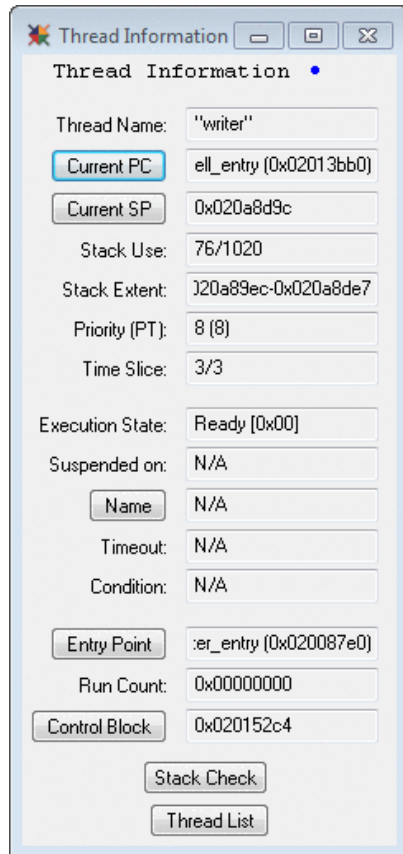 Thread Information
Thread Information
Thread Name: "writer"
Current PC ell_entry (0x02013bb0)
Current SP 0x020a8d9c
Stack Use: 76/1020
Stack Extent: 020a89ec-0x020a8de7
Priority (PT): 8 (8)
Time Slice: 3/3
Execution State: Ready [0x00]
Suspended on: N/A
Name N/A
Timeout: N/A
Condition: N/A
Entry Point :er_entry (0x020087e0)
Run Count: 0x00000000
Control Block 0x020152c4
Stack Check
Thread List